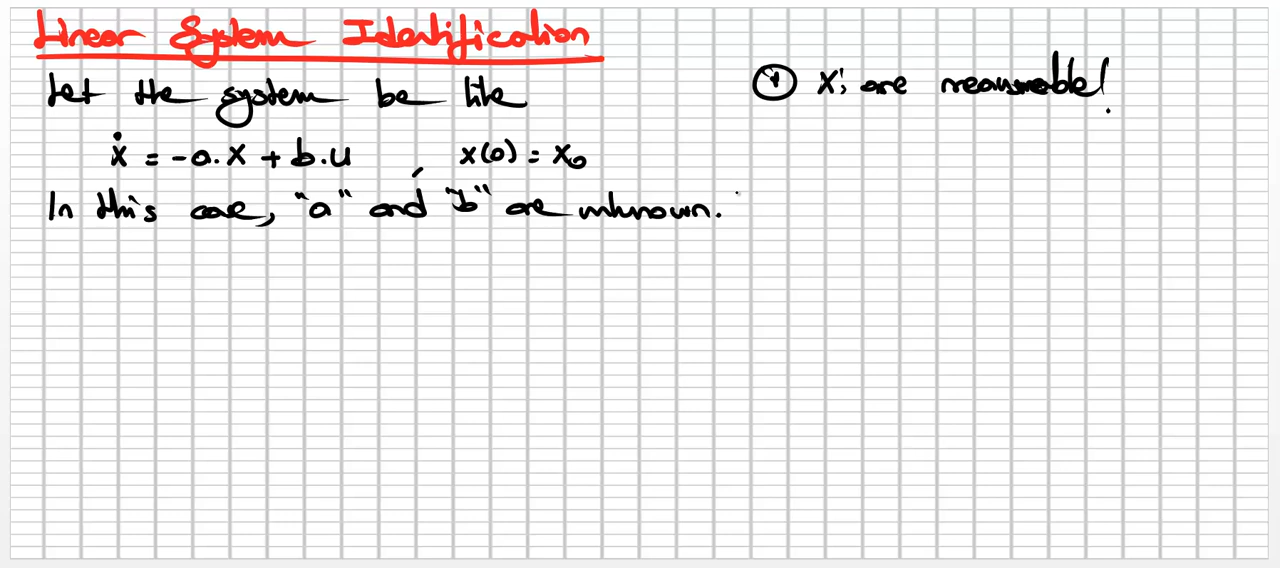 Linear System Identification
Let the system be like
ẋ = -a.x + b.u , x(0) = x₀
In this case, "a" and "b" are unknown.
* xᵢ are measurable!